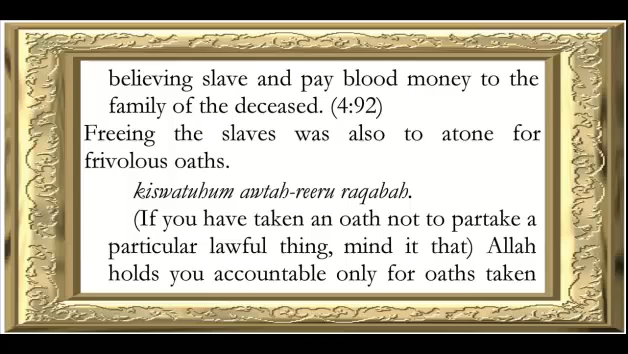 believing slave and pay blood money to the
family of the deceased. (4:92)
Freeing the slaves was also to atone for
frivolous oaths.
kiswatuhum awtah-reeru raqabah.
(If you have taken an oath not to partake a
particular lawful thing, mind it that) Allah
holds you accountable only for oaths taken